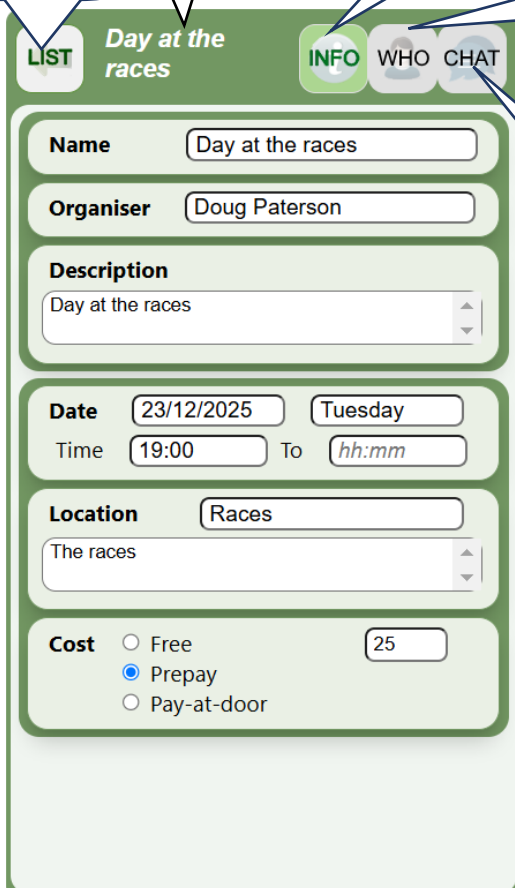 LIST
Day at the
races
INFO WHO CHAT
Name Day at the races
Organiser Doug Paterson
Description
Day at the races
Date 23/12/2025 Tuesday
Time 19:00 To hh:mm
Location Races
The races
Cost Free 25
Prepay
Pay-at-door